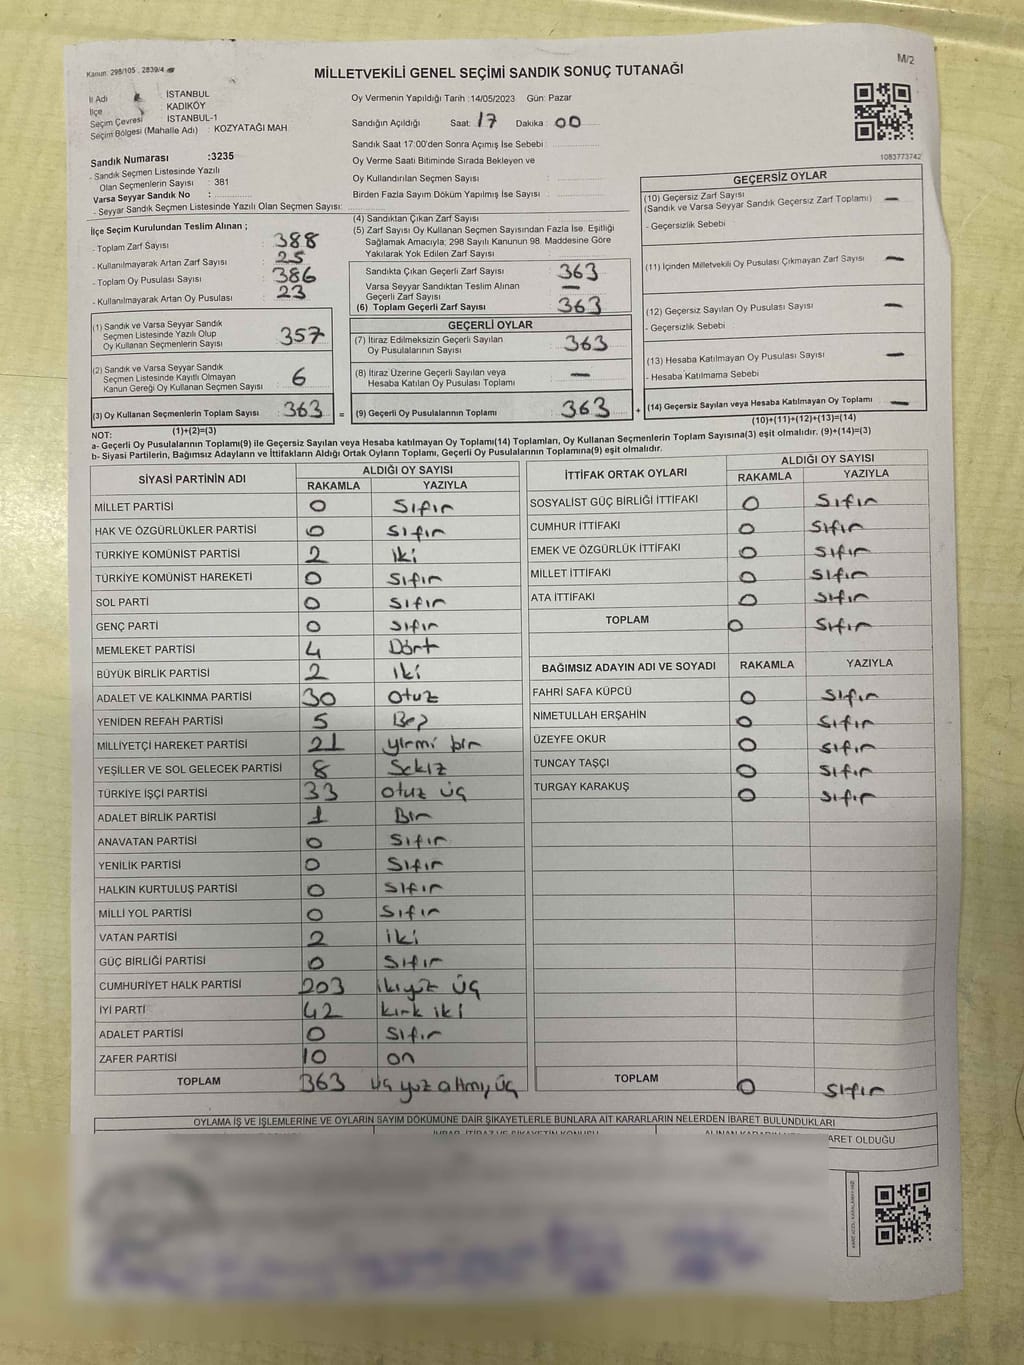 Kanun: 298/105 , 2839/4
M/2
MİLLETVEKİLİ GENEL SEÇİMİ SANDIK SONUÇ TUTANAĞI
İl Adı : İSTANBUL
İlçe : KADIKÖY
Seçim Çevresi : İSTANBUL-1
Seçim Bölgesi (Mahalle Adı) : KOZYATAĞI MAH
Sandık Numarası :3235
- Sandık Seçmen Listesinde Yazılı
Olan Seçmenlerin Sayısı : 381
Varsa Seyyar Sandık No :
- Seyyar Sandık Seçmen Listesinde Yazılı Olan Seçmen Sayısı:
Oy Vermenin Yapıldığı Tarih :14/05/2023 Gün: Pazar
Sandığın Açıldığı Saat: 17 Dakika: 00
Sandık Saat 17:00'den Sonra Açımış İse Sebebi :
Oy Verme Saati Bitiminde Sırada Bekleyen ve
Oy Kullandırılan Seçmen Sayısı :
Birden Fazla Sayım Döküm Yapılmış İse Sayısı :
1083773742
İlçe Seçim Kurulundan Teslim Alınan ;
- Toplam Zarf Sayısı : 388
- Kullanılmayarak Artan Zarf Sayısı : 25
- Toplam Oy Pusulası Sayısı : 386
- Kullanılmayarak Artan Oy Pusulası : 23
(1) Sandık ve Varsa Seyyar Sandık
Seçmen Listesinde Yazılı Olup
Oy Kullanan Seçmenlerin Sayısı : 357
(2) Sandık ve Varsa Seyyar Sandık
Seçmen Listesinde Kayıtlı Olmayan
Kanun Gereği Oy Kullanan Seçmen Sayısı : 6
(3) Oy Kullanan Seçmenlerin Toplam Sayısı : 363 =
(1)+(2)=(3)
(4) Sandıktan Çıkan Zarf Sayısı :
(5) Zarf Sayısı Oy Kullanan Seçmen Sayısından Fazla İse, Eşitliği
Sağlamak Amacıyla; 298 Sayılı Kanunun 98. Maddesine Göre
Yakılarak Yok Edilen Zarf Sayısı :
Sandıkta Çıkan Geçerli Zarf Sayısı : 363
Varsa Seyyar Sandıktan Teslim Alınan
Geçerli Zarf Sayısı : —
(6) Toplam Geçerli Zarf Sayısı : 363
GEÇERLİ OYLAR
(7) İtiraz Edilmeksizin Geçerli Sayılan
Oy Pusulalarının Sayısı : 363
(8) İtiraz Üzerine Geçerli Sayılan veya
Hesaba Katılan Oy Pusulası Toplamı : —
(9) Geçerli Oy Pusulalarının Toplamı : 363 +
GEÇERSİZ OYLAR
(10) Geçersiz Zarf Sayısı : —
(Sandık ve Varsa Seyyar Sandık Geçersiz Zarf Toplamı)
- Geçersizlik Sebebi :
(11) İçinden Milletvekili Oy Pusulası Çıkmayan Zarf Sayısı : —
(12) Geçersiz Sayılan Oy Pusulası Sayısı : —
- Geçersizlik Sebebi :
(13) Hesaba Katılmayan Oy Pusulası Sayısı : —
- Hesaba Katılmama Sebebi :
(14) Geçersiz Sayılan veya Hesaba Katılmayan Oy Toplamı : —
(10)+(11)+(12)+(13)=(14)
NOT:
a- Geçerli Oy Pusulalarının Toplamı(9) ile Geçersiz Sayılan veya Hesaba katılmayan Oy Toplamı(14) Toplamları, Oy Kullanan Seçmenlerin Toplam Sayısına(3) eşit olmalıdır. (9)+(14)=(3)
b- Siyasi Partilerin, Bağımsız Adayların ve İttifakların Aldığı Ortak Oyların Toplamı, Geçerli Oy Pusulalarının Toplamına(9) eşit olmalıdır.
SİYASİ PARTİNİN ADI ALDIĞI OY SAYISI
RAKAMLA YAZIYLA
MİLLET PARTİSİ 0 Sıfır
HAK VE ÖZGÜRLÜKLER PARTİSİ 0 Sıfır
TÜRKİYE KOMÜNİST PARTİSİ 2 iki
TÜRKİYE KOMÜNİST HAREKETİ 0 Sıfır
SOL PARTİ 0 Sıfır
GENÇ PARTİ 0 Sıfır
MEMLEKET PARTİSİ 4 Dört
BÜYÜK BİRLİK PARTİSİ 2 iki
ADALET VE KALKINMA PARTİSİ 30 otuz
YENİDEN REFAH PARTİSİ 5 Beş
MİLLİYETÇİ HAREKET PARTİSİ 21 yirmi bir
YEŞİLLER VE SOL GELECEK PARTİSİ 8 Sekiz
TÜRKİYE İŞÇİ PARTİSİ 33 otuz üç
ADALET BİRLİK PARTİSİ 1 Bir
ANAVATAN PARTİSİ 0 Sıfır
YENİLİK PARTİSİ 0 Sıfır
HALKIN KURTULUŞ PARTİSİ 0 Sıfır
MİLLİ YOL PARTİSİ 0 Sıfır
VATAN PARTİSİ 2 iki
GÜÇ BİRLİĞİ PARTİSİ 0 Sıfır
CUMHURİYET HALK PARTİSİ 203 ikiyüz üç
İYİ PARTİ 42 kırk iki
ADALET PARTİSİ 0 Sıfır
ZAFER PARTİSİ 10 on
TOPLAM 363 üç yüz altmış üç
İTTİFAK ORTAK OYLARI ALDIĞI OY SAYISI
RAKAMLA YAZIYLA
SOSYALİST GÜÇ BİRLİĞİ İTTİFAKI 0 Sıfır
CUMHUR İTTİFAKI 0 Sıfır
EMEK VE ÖZGÜRLÜK İTTİFAKI 0 Sıfır
MİLLET İTTİFAKI 0 Sıfır
ATA İTTİFAKI 0 Sıfır
TOPLAM 0 Sıfır
BAĞIMSIZ ADAYIN ADI VE SOYADI RAKAMLA YAZIYLA
FAHRİ SAFA KÜPCÜ 0 Sıfır
NİMETULLAH ERŞAHİN 0 Sıfır
ÜZEYFE OKUR 0 Sıfır
TUNCAY TAŞÇI 0 Sıfır
TURGAY KARAKUŞ 0 Sıfır
TOPLAM 0 Sıfır
OYLAMA İŞ VE İŞLEMLERİNE VE OYLARIN SAYIM DÖKÜMÜNE DAİR ŞİKAYETLERLE BUNLARA AİT KARARLARIN NELERDEN İBARET BULUNDUKLARI
ARET OLDUĞU